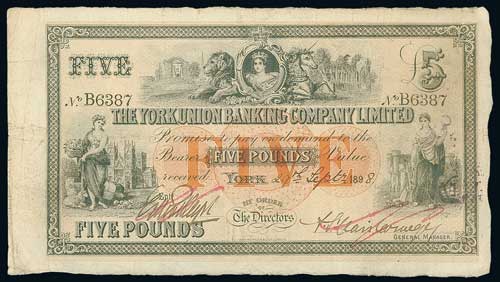 FIVE £5
No B6387 No B6387
THE YORK UNION BANKING COMPANY LIMITED
Promise to pay on demand to the
Bearer FIVE POUNDS Value
received YORK Septr 1898
FIVE
BY ORDER OF
The Directors
GENERAL MANAGER.
FIVE POUNDS